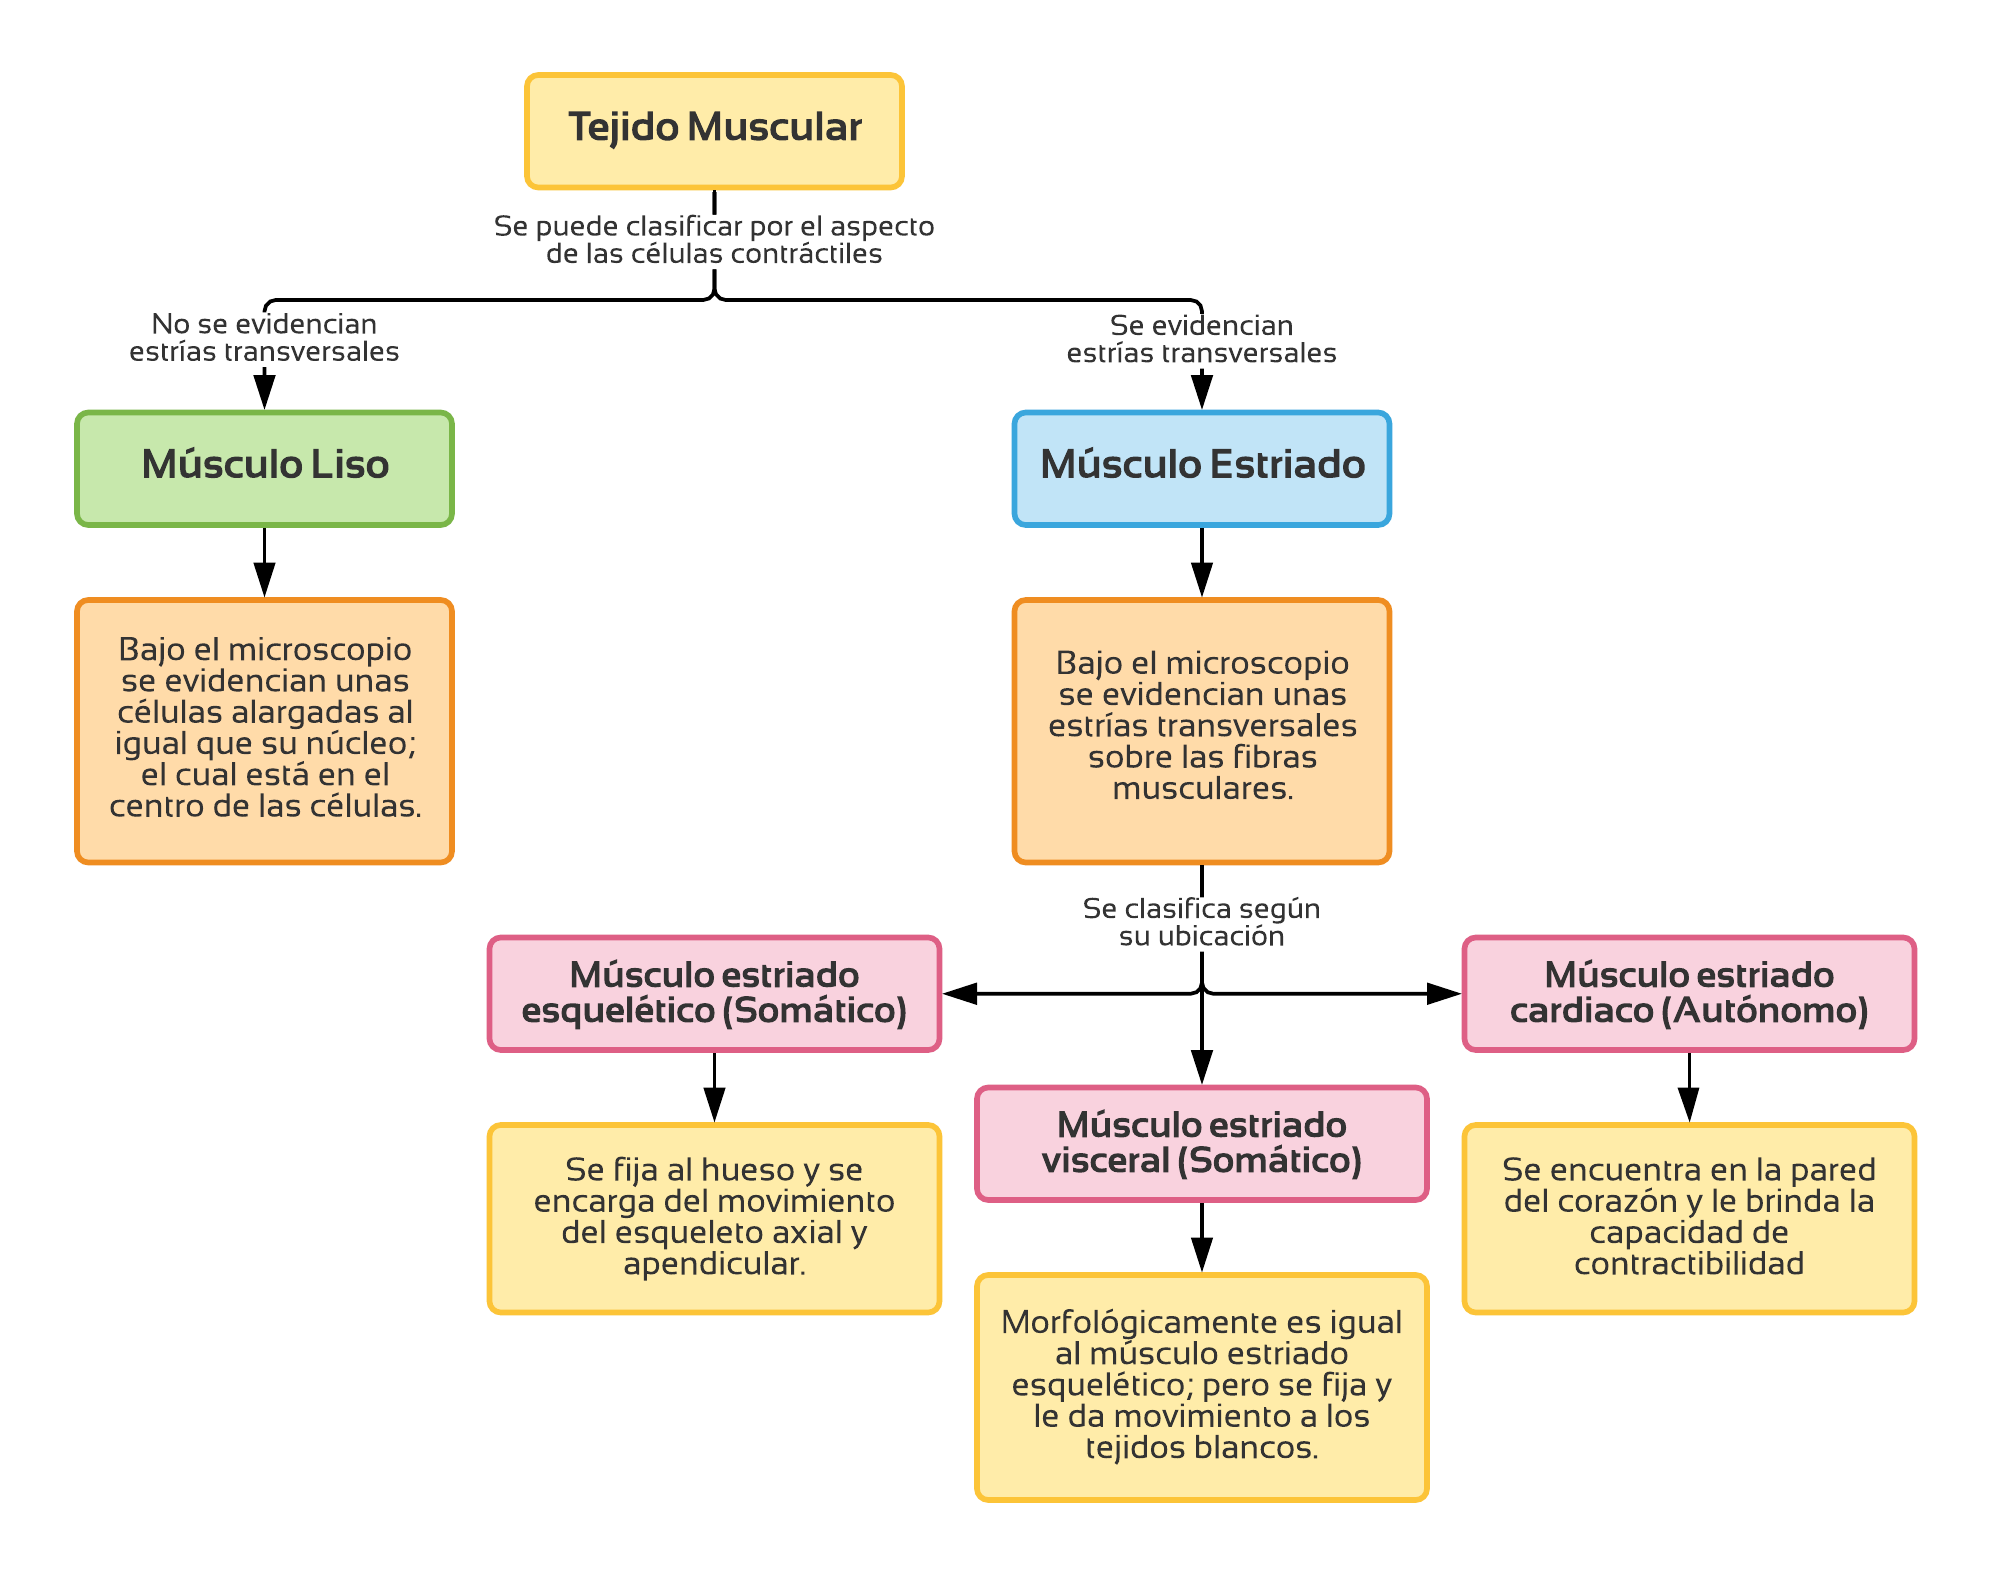 Tejido Muscular
Se puede clasificar por el aspecto
de las células contráctiles
No se evidencian
estrías transversales
Se evidencian
estrías transversales
Músculo Liso
Músculo Estriado
Bajo el microscopio
se evidencian unas
células alargadas al
igual que su núcleo;
el cual está en el
centro de las células.
Bajo el microscopio
se evidencian unas
estrías transversales
sobre las fibras
musculares.
Se clasifica según
su ubicación
Músculo estriado
esquelético (Somático)
Músculo estriado
cardiaco (Autónomo)
Músculo estriado
visceral (Somático)
Se fija al hueso y se
encarga del movimiento
del esqueleto axial y
apendicular.
Se encuentra en la pared
del corazón y le brinda la
capacidad de
contractibilidad
Morfológicamente es igual
al músculo estriado
esquelético; pero se fija y
le da movimiento a los
tejidos blancos.